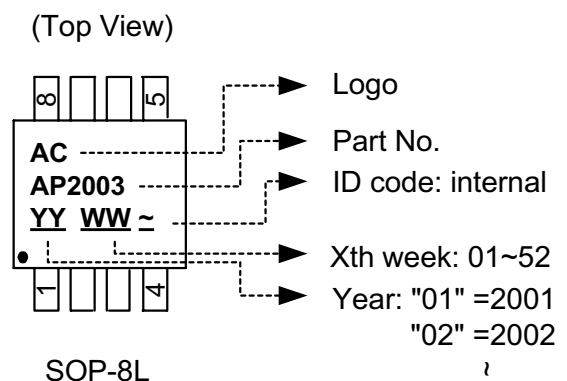 (Top View)
8 5
AC
AP2003
YY WW ~
1 4
SOP-8L
Logo
Part No.
ID code: internal
Xth week: 01~52
Year: "01" =2001
"02" =2002
~